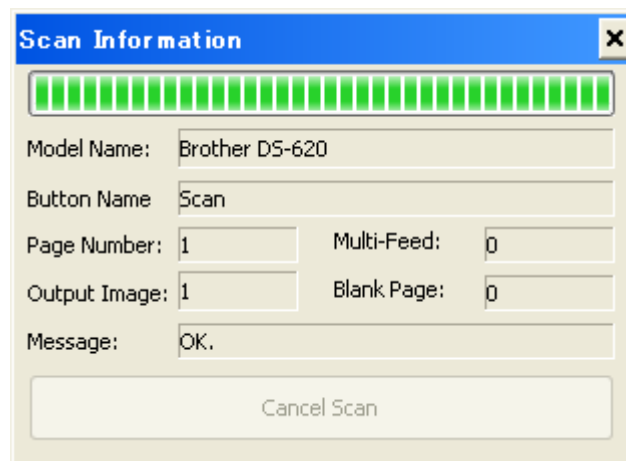 Scan Information
Model Name: Brother DS-620
Button Name Scan
Page Number: 1 Multi-Feed: 0
Output Image: 1 Blank Page: 0
Message: OK.
Cancel Scan